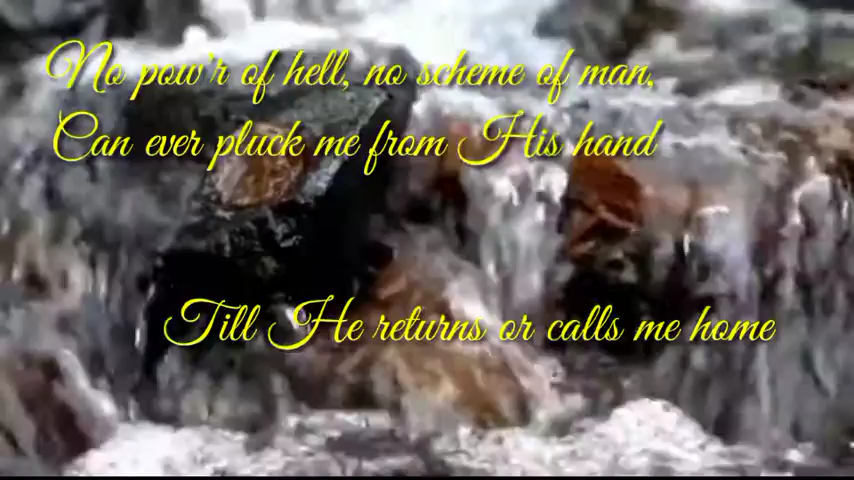 No pow'r of hell, no scheme of man,
Can ever pluck me from His hand
Till He returns or calls me home